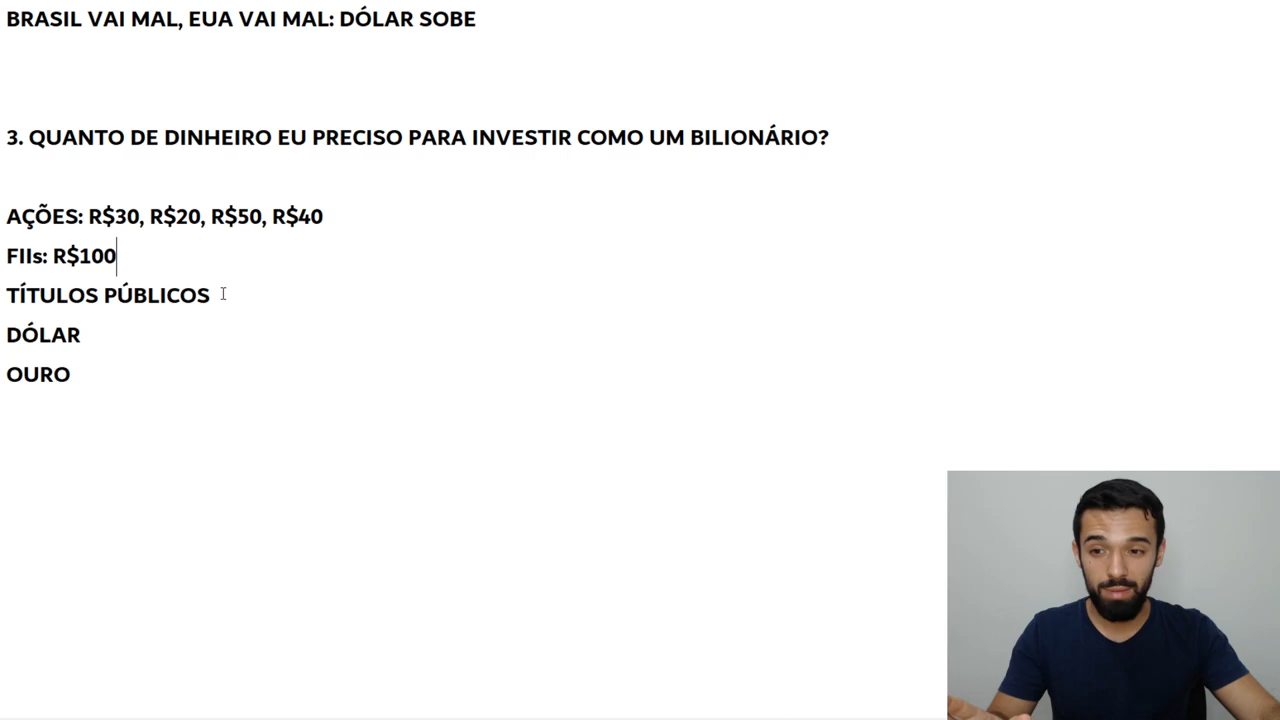 BRASIL VAI MAL, EUA VAI MAL: DÓLAR SOBE
3. QUANTO DE DINHEIRO EU PRECISO PARA INVESTIR COMO UM BILIONÁRIO?
AÇÕES: R$30, R$20, R$50, R$40
FIIs: R$100
TÍTULOS PÚBLICOS
DÓLAR
OURO